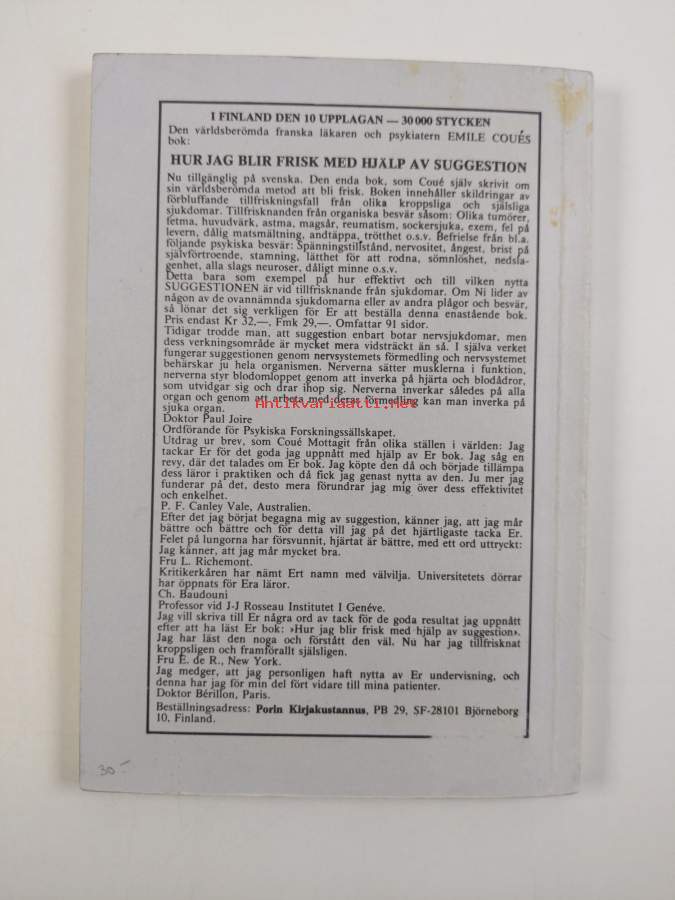 I FINLAND DEN 10 UPPLAGAN — 30 000 STYCKEN
Den världsberömda franska läkaren och psykiatern EMILE COUÉS
bok:
HUR JAG BLIR FRISK MED HJÄLP AV SUGGESTION
Nu tillgänglig på svenska. Den enda bok, som Coué själv skrivit om
sin världsberömda metod att bli frisk. Boken innehåller skildringar av
förbluffande tillfriskningsfall från olika kroppsliga och själsliga
sjukdomar. Tillfrisknanden från organiska besvär såsom: Olika tumörer,
fetma, huvudvärk, astma, magsår, reumatism, sockersjuka, exem, fel på
levern, dålig matsmältning, andtäppa, trötthet o.s.v. Befrielse från bl.a.
följande psykiska besvär: Spänningstillstånd, nervositet, ångest, brist på
självförtroende, stamning, lätthet för att rodna, sömnlöshet, nedsla-
genhet, alla slags neuroser, dåligt minne o.s.v.
Detta bara som exempel på hur effektivt och till vilken nytta
SUGGESTIONEN är vid tillfrisknande från sjukdomar. Om Ni lider av
någon av de ovannämnda sjukdomarna eller av andra plågor och besvär,
så lönar det sig verkligen för Er att beställa denna enastående bok.
Pris endast Kr 32,—, Fmk 29,—. Omfattar 91 sidor.
Tidigar trodde man, att suggestion enbart botar nervsjukdomar, men
dess verkningsområde är mycket mera vidsträckt än så. I själva verket
fungerar suggestionen genom nervsystemets förmedling och nervsystemet
behärskar ju hela organismen. Nerverna sätter musklerna i funktion,
nerverna styr blodomloppet genom att inverka på hjärta och blodådror,
som utvidgar sig och drar ihop sig. Nerverna inverkar således på alla
organ och genom att arbeta med deras förmedling kan man inverka på
Antikvariaatti.net
sjuka organ.
Doktor Paul Joire
Ordförande för Psykiska Forskningssällskapet.
Utdrag ur brev, som Coué Mottagit från olika ställen i världen: Jag
tackar Er för det goda jag uppnått med hjälp av Er bok. Jag såg en
revy, där det talades om Er bok. Jag köpte den då och började tillämpa
dess läror i praktiken och då fick jag genast nytta av den. Ju mer jag
funderar på det, desto mera förundrar jag mig över dess effektivitet
och enkelhet.
P. F. Canley Vale, Australien.
Efter det jag börjat begagna mig av suggestion, känner jag, att jag mår
bättre och bättre och för detta vill jag på det hjärtligaste tacka Er.
Felet på lungorna har försvunnit, hjärtat är bättre, med ett ord uttryckt:
Jag känner, att jag mår mycket bra.
Fru L. Richemont.
Kritikerkåren har nämt Ert namn med välvilja. Universitetets dörrar
har öppnats för Era läror.
Ch. Baudouni
Professor vid J-J Rosseau Institutet I Genéve.
Jag vill skriva till Er några ord av tack för de goda resultat jag uppnått
efter att ha läst Er bok: »Hur jag blir frisk med hjälp av suggestion».
Jag har läst den noga och förstått den väl. Nu har jag tillfrisknat
kroppsligen och framförallt själsligen.
Fru E. de R., New York.
Jag medger, att jag personligen haft nytta av Er undervisning, och
denna har jag för min del fört vidare till mina patienter.
Doktor Bérillon, Paris.
Beställningsadress: Porin Kirjakustannus, PB 29, SF-28101 Björneborg
10, Finland.
30-